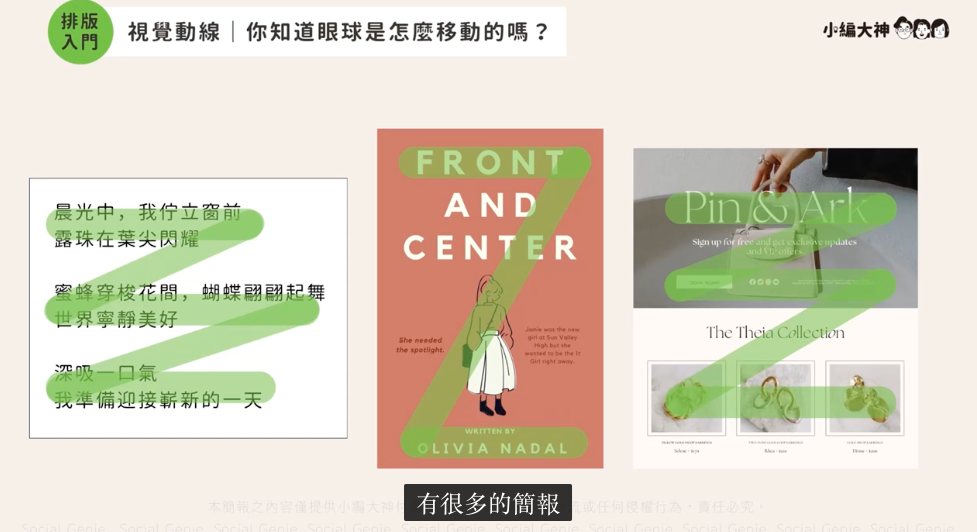 排版
入門
視覺動線｜你知道眼球是怎麼移動的嗎？
小編大神
晨光中，我佇立窗前
露珠在葉尖閃耀
蜜蜂穿梭花間，蝴蝶翩翩起舞
世界寧靜美好
深吸一口氣
我準備迎接嶄新的一天
FRONT
AND
CENTER
She needed
the spotlight.
Jamie was the new
girl at Sun Valley
High but she
wanted to be the It
Girl right away.
WRITTEN BY
OLIVIA NADAL
Pin & Ark
Sign up for free and get exclusive updates
and VIP offers.
The Theia Collection
本簡報之內容僅提供小編大神
或任何侵權行為，責任必究。
有很多的簡報
Social Genie Social Genie Social Genie Social Genie Social Genie Social Genie Social Genie Social Genie Social Genie Social Genie